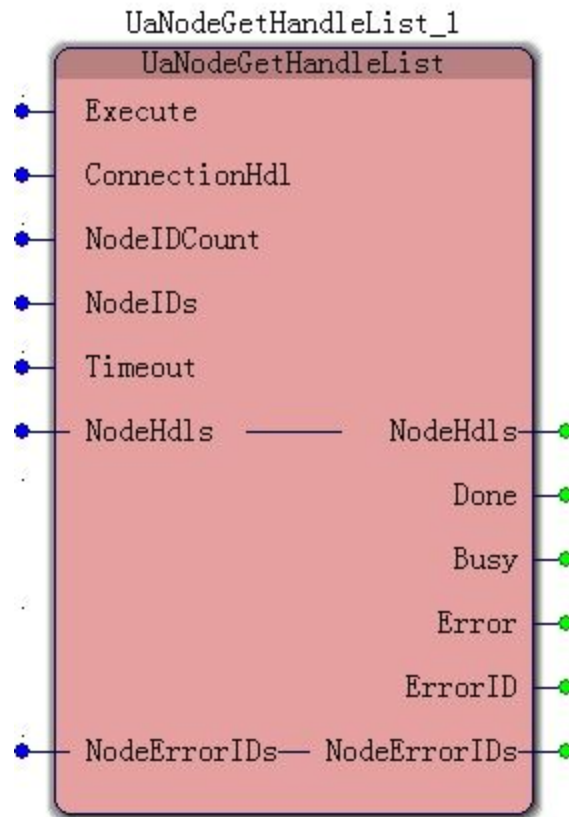 UaNodeGetHandleList_1
UaNodeGetHandleList
Execute
ConnectionHdl
NodeIDCount
NodeIDs
Timeout
NodeHdls NodeHdls
Done
Busy
Error
ErrorID
NodeErrorIDs NodeErrorIDs